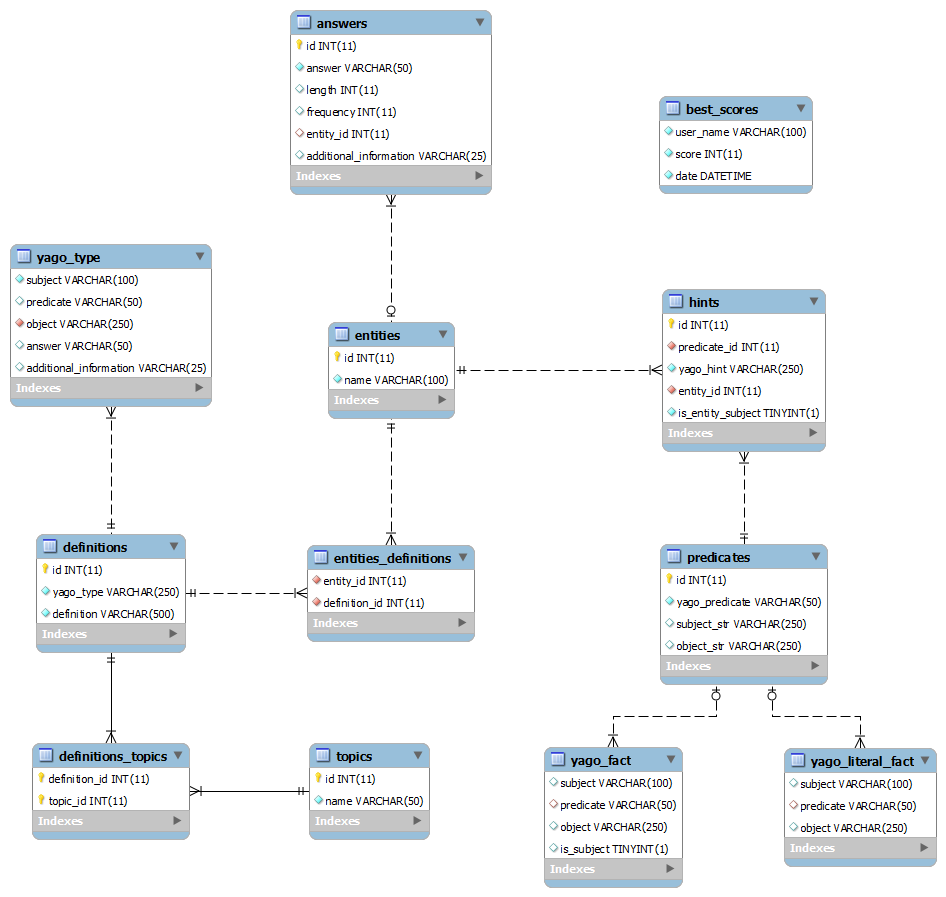 answers
id INT(11)
answer VARCHAR(50)
length INT(11)
frequency INT(11)
entity_id INT(11)
additional_information VARCHAR(25)
Indexes
best_scores
user_name VARCHAR(100)
score INT(11)
date DATETIME
yago_type
subject VARCHAR(100)
predicate VARCHAR(50)
object VARCHAR(250)
answer VARCHAR(50)
additional_information VARCHAR(25)
Indexes
entities
id INT(11)
name VARCHAR(100)
Indexes
hints
id INT(11)
predicate_id INT(11)
yago_hint VARCHAR(250)
entity_id INT(11)
is_entity_subject TINYINT(1)
Indexes
definitions
id INT(11)
yago_type VARCHAR(250)
definition VARCHAR(500)
Indexes
entities_definitions
entity_id INT(11)
definition_id INT(11)
Indexes
predicates
id INT(11)
yago_predicate VARCHAR(50)
subject_str VARCHAR(250)
object_str VARCHAR(250)
Indexes
definitions_topics
definition_id INT(11)
topic_id INT(11)
Indexes
topics
id INT(11)
name VARCHAR(50)
Indexes
yago_fact
subject VARCHAR(100)
predicate VARCHAR(50)
object VARCHAR(250)
is_subject TINYINT(1)
Indexes
yago_literal_fact
subject VARCHAR(100)
predicate VARCHAR(50)
object VARCHAR(250)
Indexes